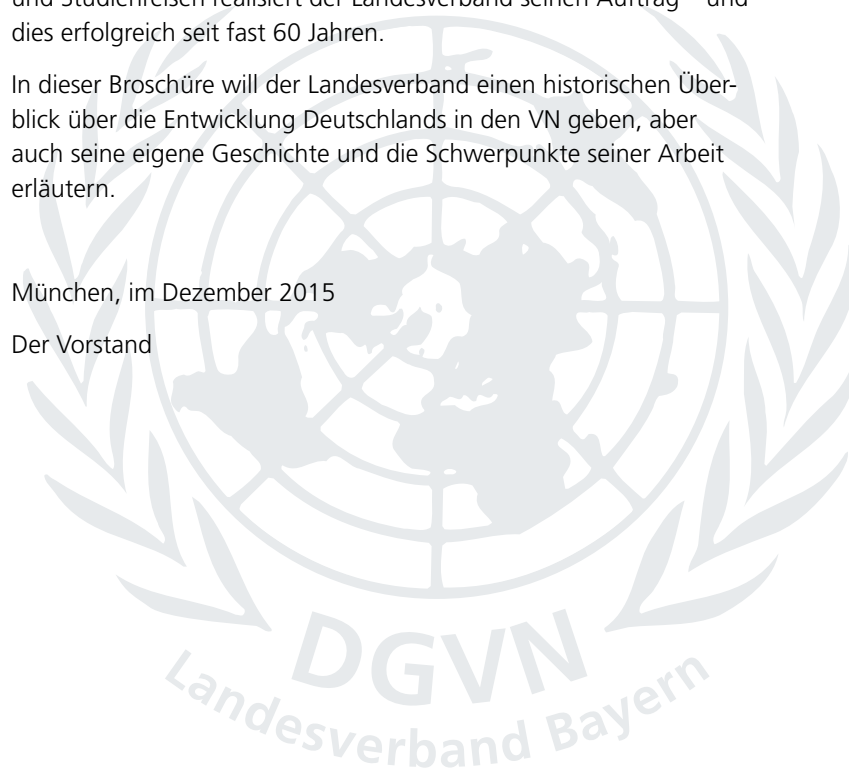 und Studienreisen realisiert der Landesverband seinen Auftrag – und
dies erfolgreich seit fast 60 Jahren.
In dieser Broschüre will der Landesverband einen historischen Über-
blick über die Entwicklung Deutschlands in den VN geben, aber
auch seine eigene Geschichte und die Schwerpunkte seiner Arbeit
erläutern.
München, im Dezember 2015
Der Vorstand
DGVN
Landesverband Bayern